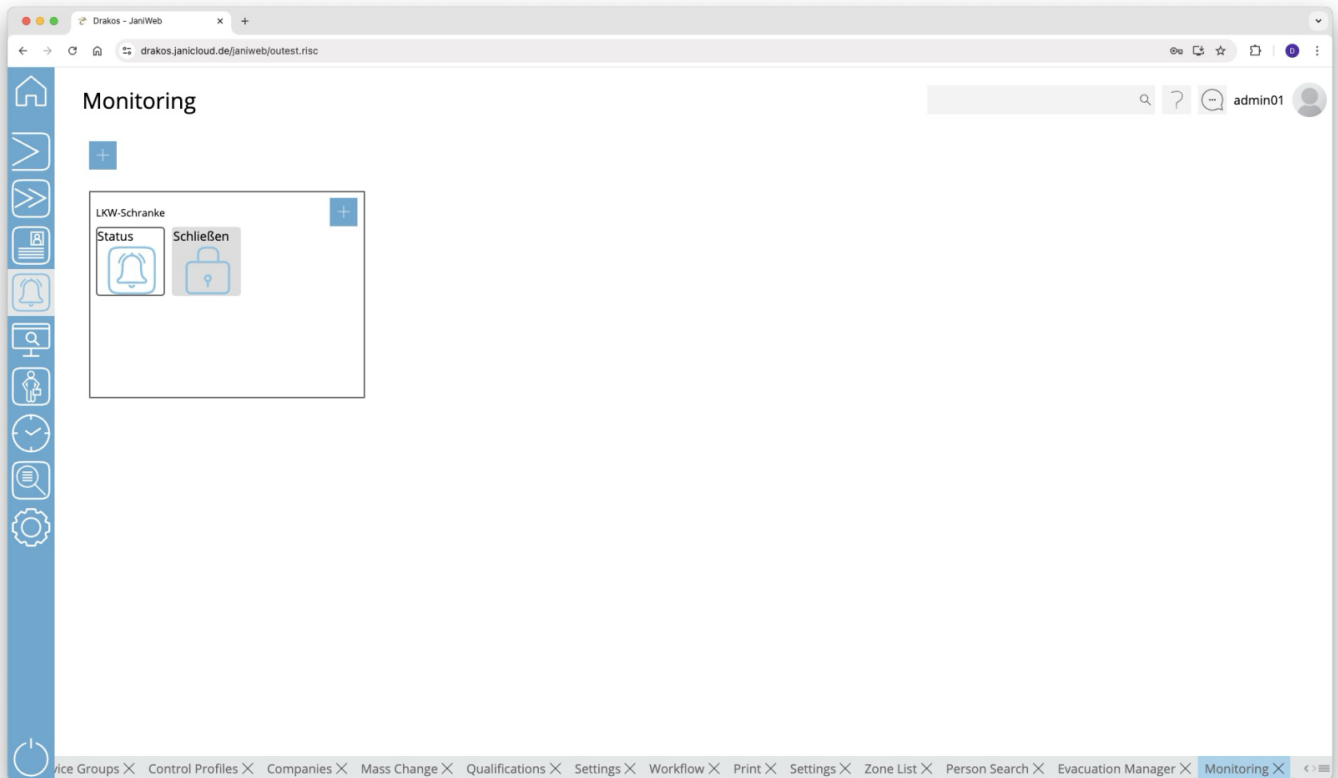 Drakos - JaniWeb
drakos.janicloud.de/janiweb/outest.risc
D
Monitoring
admin01
LKW-Schranke
Status Schließen
vice Groups Control Profiles Companies Mass Change Qualifications Settings Workflow Print Settings Zone List Person Search Evacuation Manager Monitoring